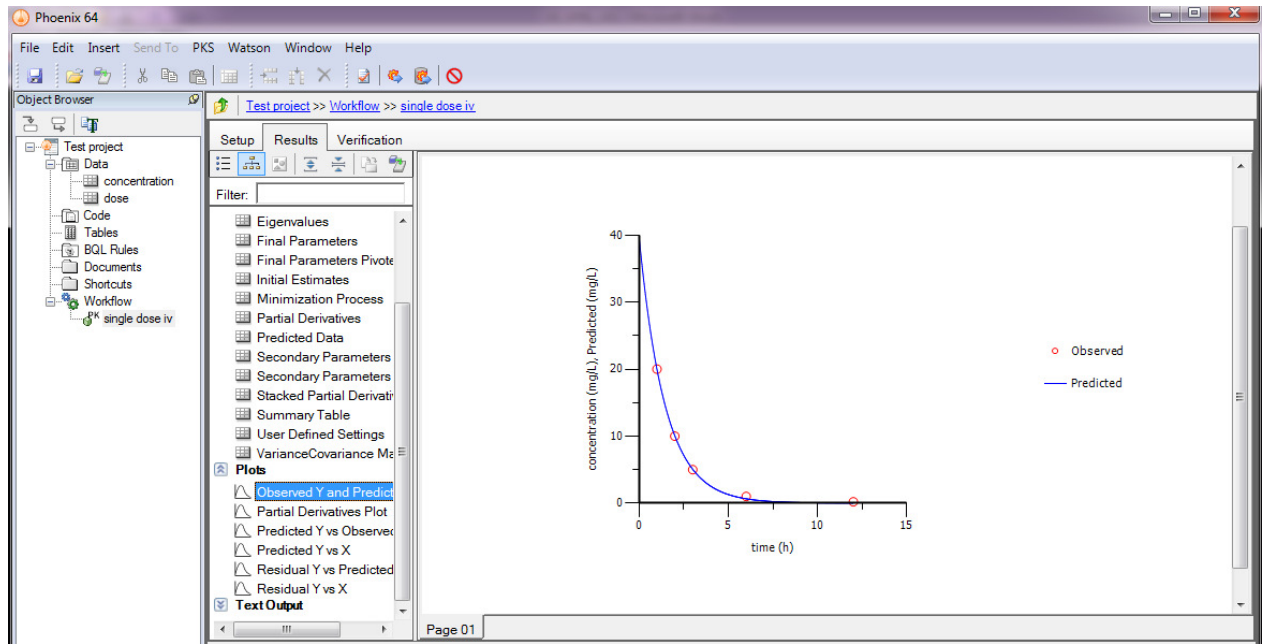 Phoenix 64
File Edit Insert Send To PKS Watson Window Help
Object Browser
Test project
Data
concentration
dose
Code
Tables
BQL Rules
Documents
Shortcuts
Workflow
PK single dose iv
Test project >> Workflow >> single dose iv
Setup Results Verification
Filter:
Eigenvalues
Final Parameters
Final Parameters Pivote
Initial Estimates
Minimization Process
Partial Derivatives
Predicted Data
Secondary Parameters
Secondary Parameters
Stacked Partial Derivati
Summary Table
User Defined Settings
VarianceCovariance Ma
Plots
Observed Y and Predict
Partial Derivatives Plot
Predicted Y vs Observed
Predicted Y vs X
Residual Y vs Predicted
Residual Y vs X
Text Output
concentration (mg/L), Predicted (mg/L)
40
30
20
10
0
0 5 10 15
time (h)
Observed
Predicted
Page 01